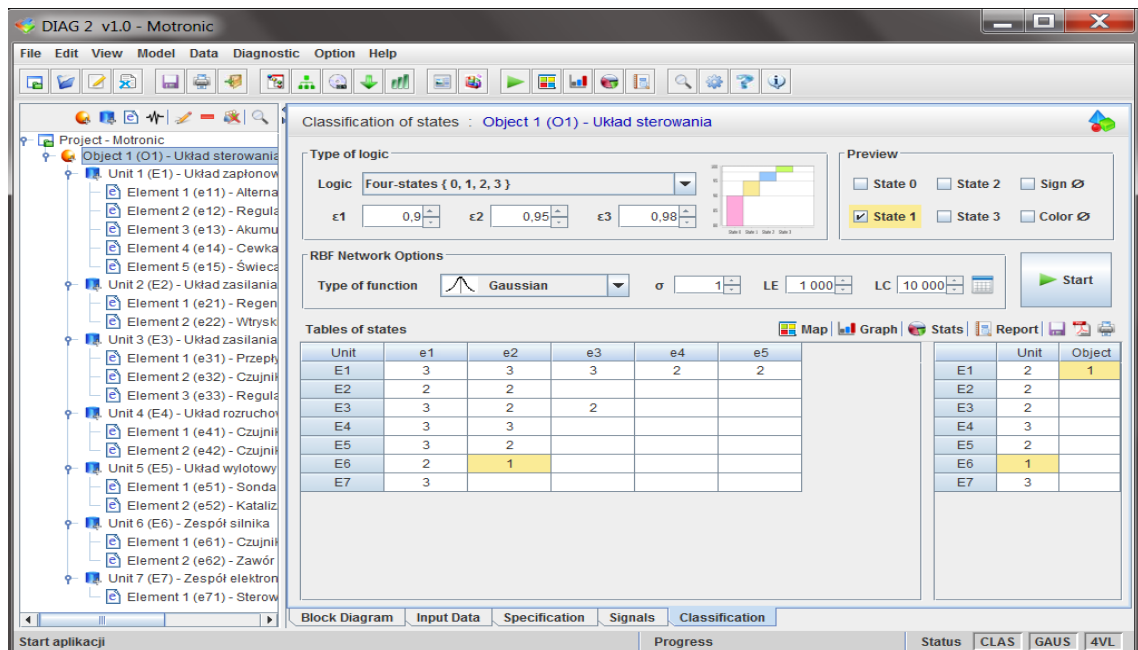 DIAG 2 v1.0 - Motronic
File Edit View Model Data Diagnostic Option Help
Project - Motronic
Object 1 (O1) - Układ sterowania
Unit 1 (E1) - Układ zapłonow
Element 1 (e11) - Alterna
Element 2 (e12) - Regula
Element 3 (e13) - Akumu
Element 4 (e14) - Cewka
Element 5 (e15) - Świeca
Unit 2 (E2) - Układ zasilania
Element 1 (e21) - Regen
Element 2 (e22) - Wtrysk
Unit 3 (E3) - Układ zasilania
Element 1 (e31) - Przepły
Element 2 (e32) - Czujnik
Element 3 (e33) - Regula
Unit 4 (E4) - Układ rozruchow
Element 1 (e41) - Czujnik
Element 2 (e42) - Czujnik
Unit 5 (E5) - Układ wylotowy
Element 1 (e51) - Sonda
Element 2 (e52) - Kataliz
Unit 6 (E6) - Zespół silnika
Element 1 (e61) - Czujnik
Element 2 (e62) - Zawór
Unit 7 (E7) - Zespół elektron
Element 1 (e71) - Sterow
Classification of states : Object 1 (O1) - Układ sterowania
Type of logic
Logic Four-states { 0, 1, 2, 3 }
ε1 0,9 ε2 0,95 ε3 0,98
State 0 State 1 State 2 State 3
Preview
State 0 State 2 Sign Ø
State 1 State 3 Color Ø
RBF Network Options
Type of function Gaussian σ 1 LE 1 000 LC 10 000
Start
Tables of states
Map Graph Stats Report
Unit e1 e2 e3 e4 e5
E1 3 3 3 2 2
E2 2 2
E3 3 2 2
E4 3 3
E5 3 2
E6 2 1
E7 3
Unit Object
E1 2 1
E2 2
E3 2
E4 3
E5 2
E6 1
E7 3
Block Diagram Input Data Specification Signals Classification
Start aplikacji Progress Status CLAS GAUS 4VL